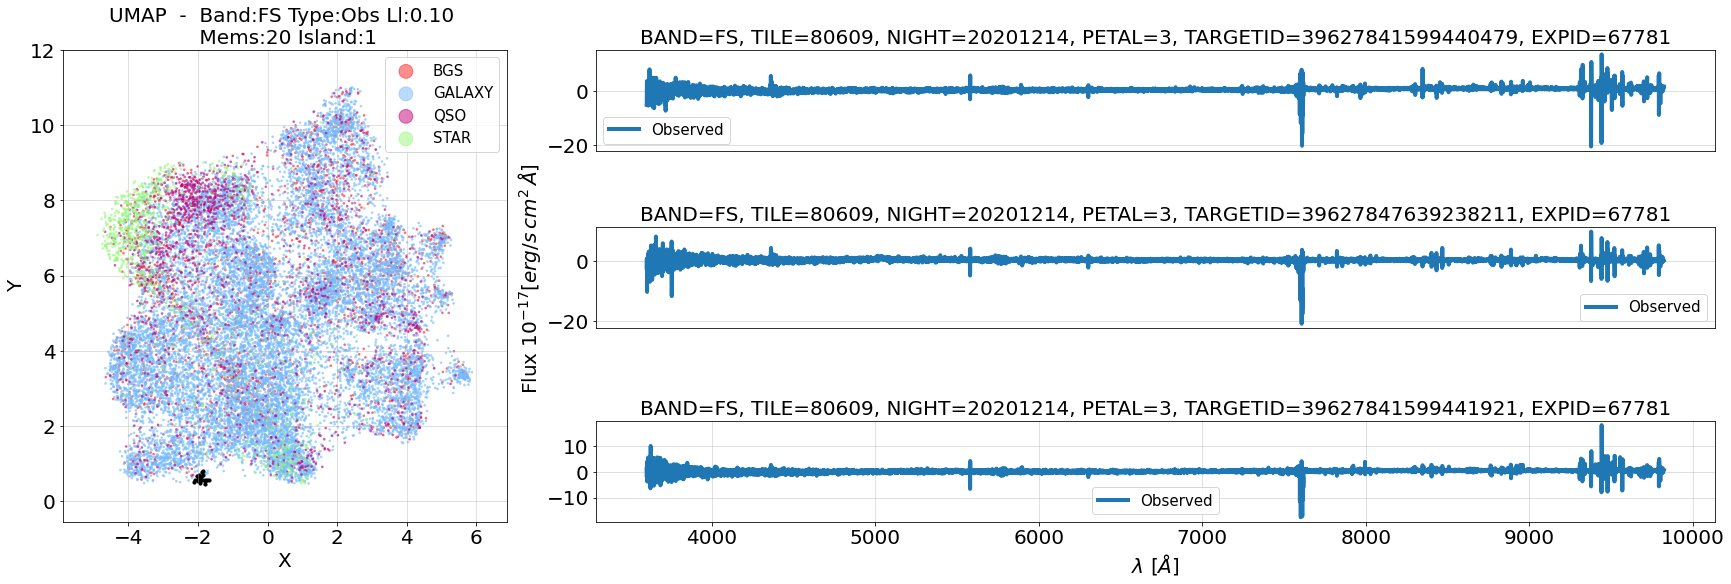 UMAP - Band:FS Type:Obs Ll:0.10
Mems:20 Island:1
BGS
GALAXY
QSO
STAR
12
10
8
6
4
2
0
Y
−4
−2
0
2
4
6
X
Flux 10^{-17}[erg/s cm^2 Å]
BAND=FS, TILE=80609, NIGHT=20201214, PETAL=3, TARGETID=39627841599440479, EXPID=67781
0
−20
Observed
BAND=FS, TILE=80609, NIGHT=20201214, PETAL=3, TARGETID=39627847639238211, EXPID=67781
0
−20
Observed
BAND=FS, TILE=80609, NIGHT=20201214, PETAL=3, TARGETID=39627841599441921, EXPID=67781
10
0
−10
Observed
4000
5000
6000
7000
8000
9000
10000
λ [Å]